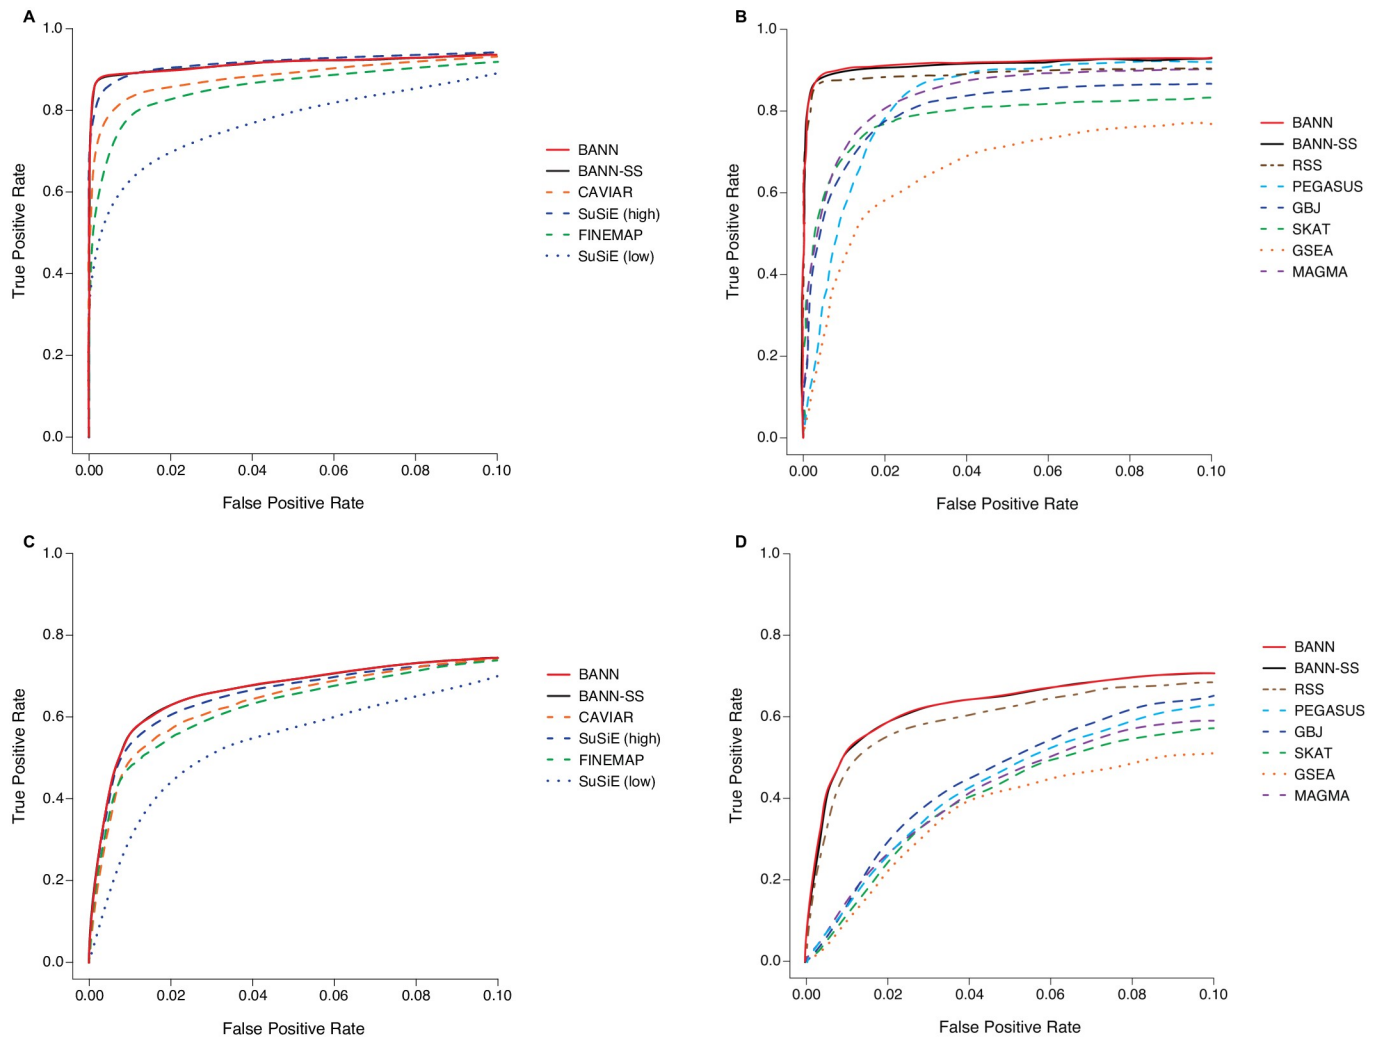 A
1.0
0.8
0.6
0.4
0.2
0.0
True Positive Rate
0.00 0.02 0.04 0.06 0.08 0.10
False Positive Rate
BANN
BANN-SS
CAVIAR
SuSiE (high)
FINEMAP
SuSiE (low)
B
1.0
0.8
0.6
0.4
0.2
0.0
True Positive Rate
0.00 0.02 0.04 0.06 0.08 0.10
False Positive Rate
BANN
BANN-SS
RSS
PEGASUS
GBJ
SKAT
GSEA
MAGMA
C
1.0
0.8
0.6
0.4
0.2
0.0
True Positive Rate
0.00 0.02 0.04 0.06 0.08 0.10
False Positive Rate
BANN
BANN-SS
CAVIAR
SuSiE (high)
FINEMAP
SuSiE (low)
D
1.0
0.8
0.6
0.4
0.2
0.0
True Positive Rate
0.00 0.02 0.04 0.06 0.08 0.10
False Positive Rate
BANN
BANN-SS
RSS
PEGASUS
GBJ
SKAT
GSEA
MAGMA